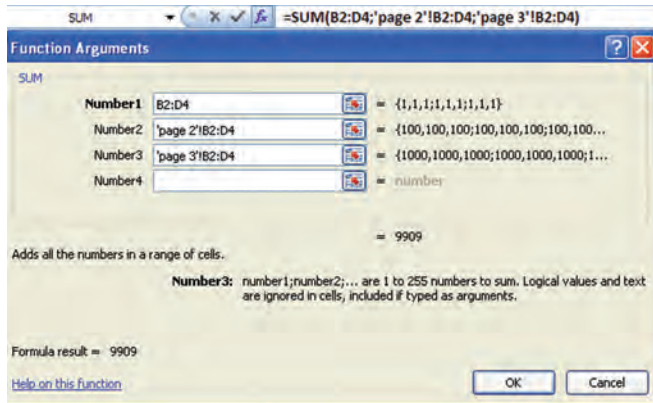 SUM =SUM(B2:D4;'page 2'!B2:D4;'page 3'!B2:D4)
Function Arguments
SUM
Number1 B2:D4 = {1,1,1;1,1,1;1,1,1}
Number2 'page 2'!B2:D4 = {100,100,100;100,100,100;100,100...
Number3 'page 3'!B2:D4 = {1000,1000,1000;1000,1000,1000;1...
Number4 = number
= 9909
Adds all the numbers in a range of cells.
Number3: number1;number2;... are 1 to 255 numbers to sum. Logical values and text
are ignored in cells, included if typed as arguments.
Formula result = 9909
Help on this function OK Cancel